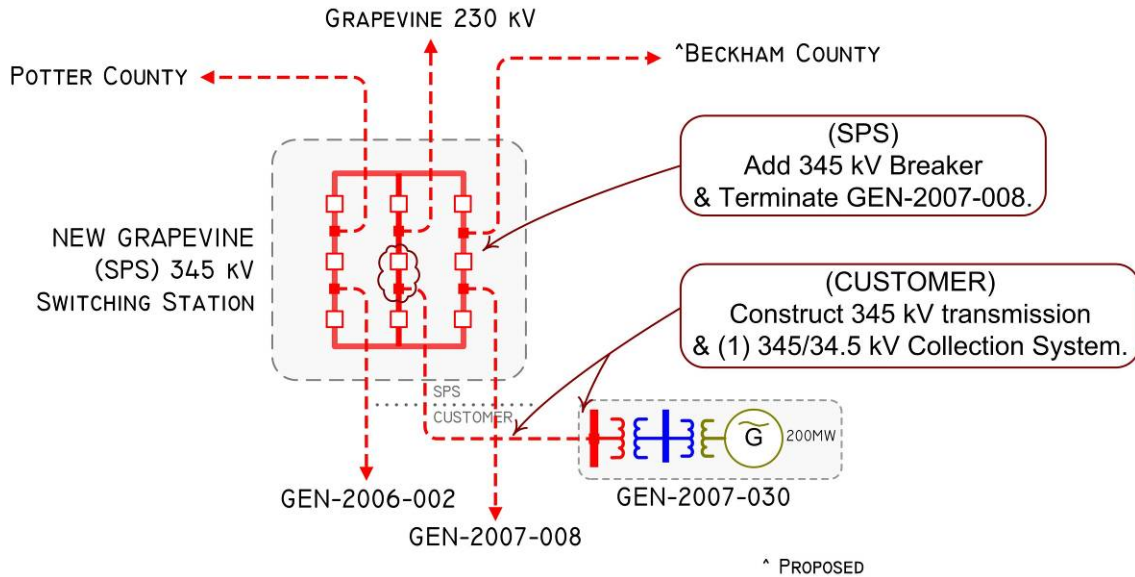 GRAPEVINE 230 KV
^BECKHAM COUNTY
POTTER COUNTY
(SPS)
Add 345 kV Breaker
& Terminate GEN-2007-008.
NEW GRAPEVINE
(SPS) 345 KV
SWITCHING STATION
(CUSTOMER)
Construct 345 kV transmission
& (1) 345/34.5 kV Collection System.
SPS
CUSTOMER
G
200MW
GEN-2006-002
GEN-2007-030
GEN-2007-008
^ PROPOSED